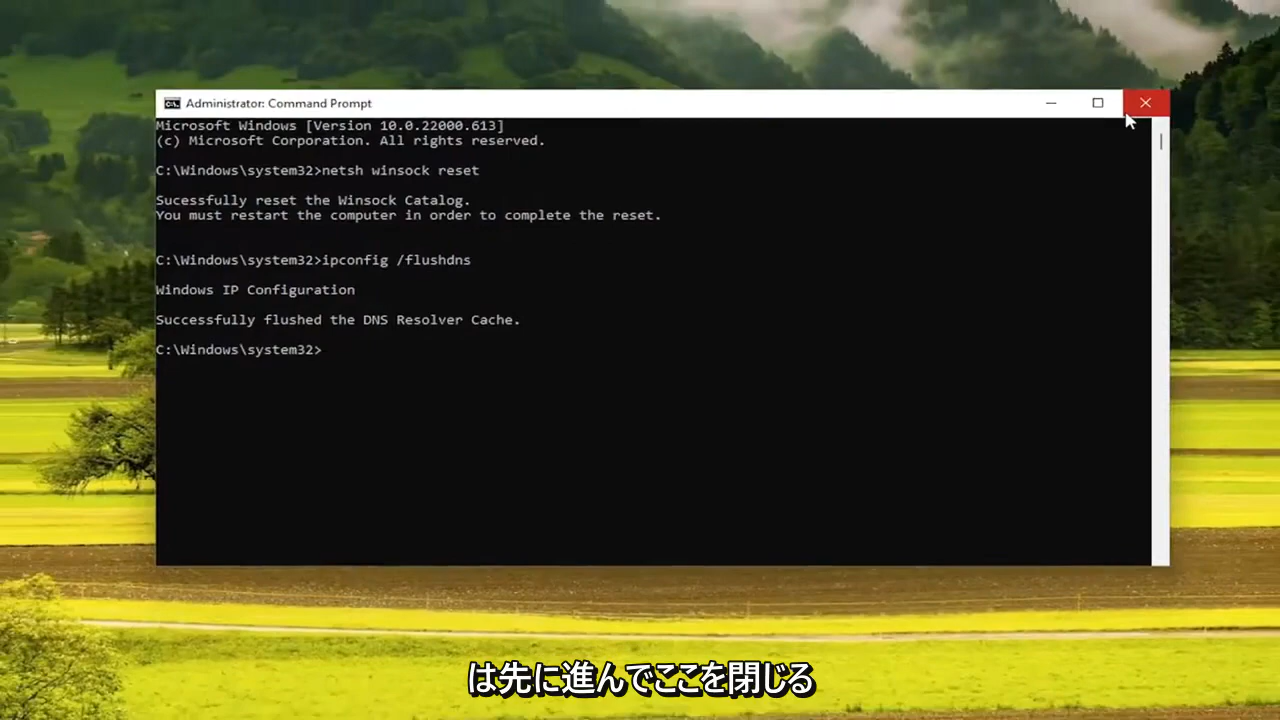 Administrator: Command Prompt
Microsoft Windows [Version 10.0.22000.613]
(c) Microsoft Corporation. All rights reserved.
C:\Windows\system32>netsh winsock reset
Sucessfully reset the Winsock Catalog.
You must restart the computer in order to complete the reset.
C:\Windows\system32>ipconfig /flushdns
Windows IP Configuration
Successfully flushed the DNS Resolver Cache.
C:\Windows\system32>
は先に進んでここを閉じる